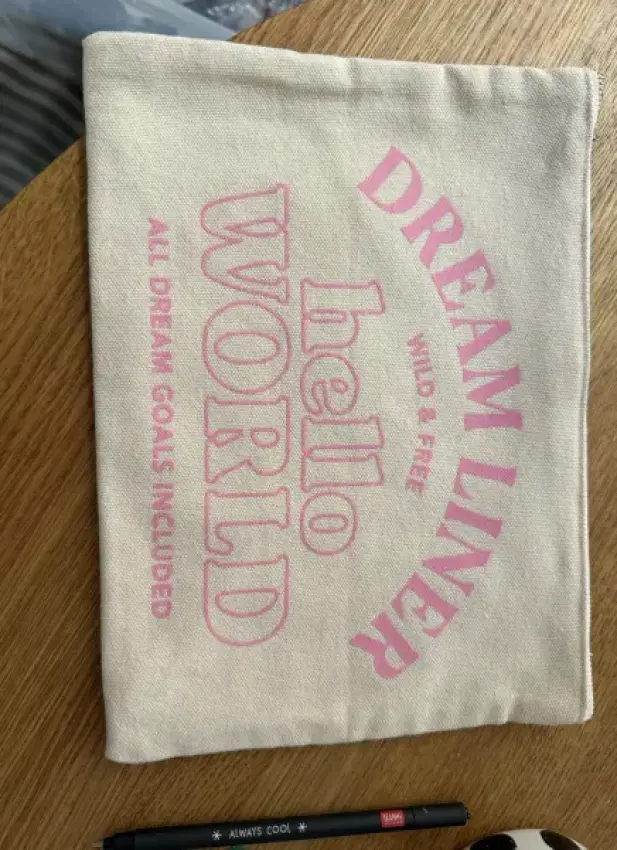 DREAM LINER
WILD & FREE
hello
WORLD
ALL DREAM GOALS INCLUDED
* ALWAYS COOL *